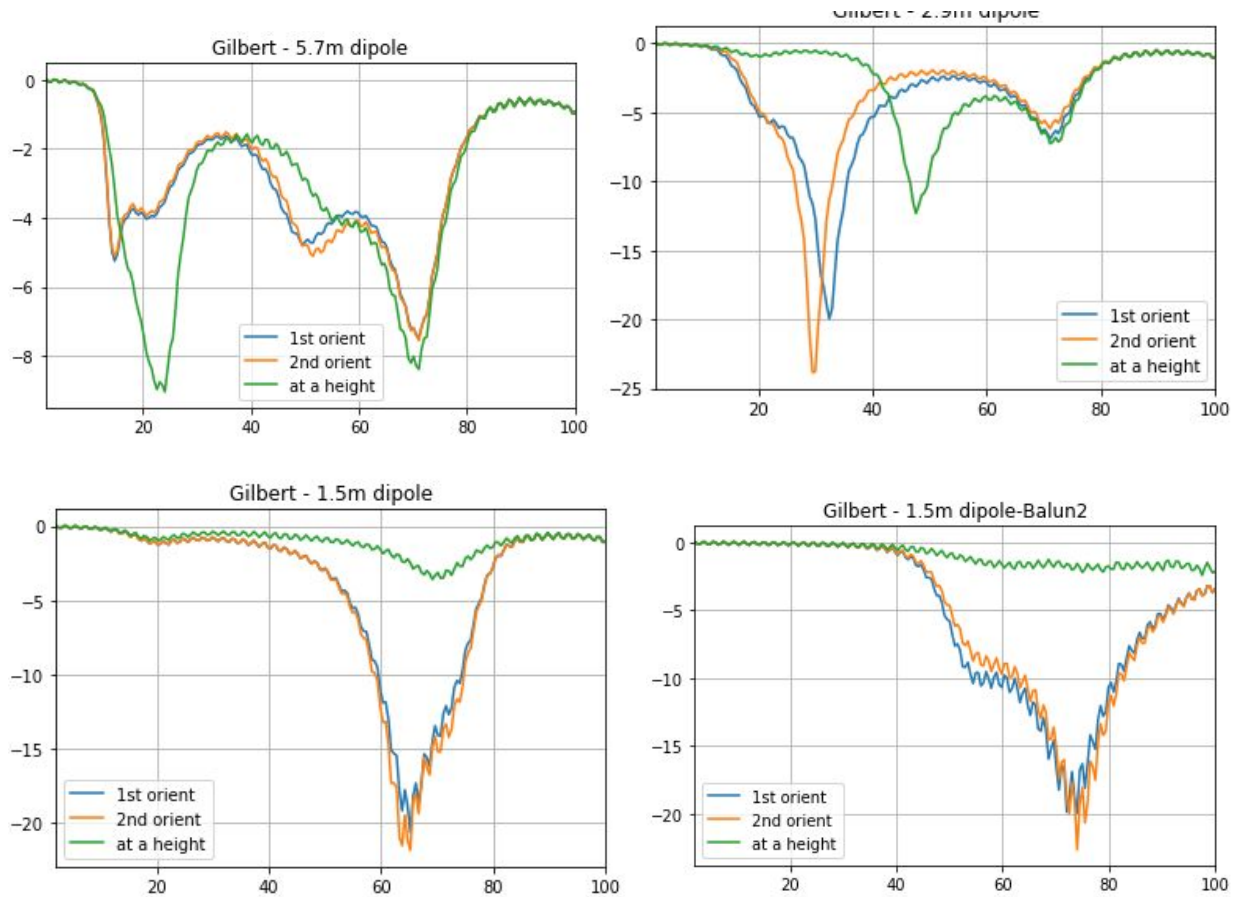 Gilbert - 5.7m dipole
0
−2
−4
−6
−8
20 40 60 80 100
1st orient
2nd orient
at a height
Gilbert - 2.9m dipole
0
−5
−10
−15
−20
−25
20 40 60 80 100
1st orient
2nd orient
at a height
Gilbert - 1.5m dipole
0
−5
−10
−15
−20
20 40 60 80 100
1st orient
2nd orient
at a height
Gilbert - 1.5m dipole-Balun2
0
−5
−10
−15
−20
20 40 60 80 100
1st orient
2nd orient
at a height